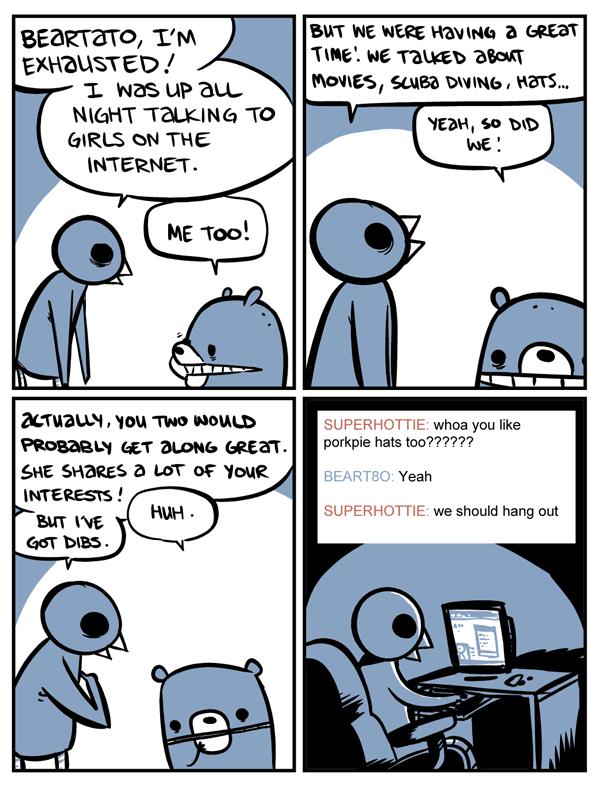 BEARTATO, I'M
EXHAUSTED!
I WAS UP ALL
NIGHT TALKING TO
GIRLS ON THE
INTERNET.
ME TOO!
BUT WE WERE HAVING A GREAT
TIME! WE TALKED ABOUT
MOVIES, SCUBA DIVING, HATS...
YEAH, SO DID
WE!
ACTUALLY, YOU TWO WOULD
PROBABLY GET ALONG GREAT.
SHE SHARES A LOT OF YOUR
INTERESTS!
BUT I'VE
GOT DIBS.
HUH.
SUPERHOTTIE: whoa you like
porkpie hats too??????
BEART8O: Yeah
SUPERHOTTIE: we should hang out